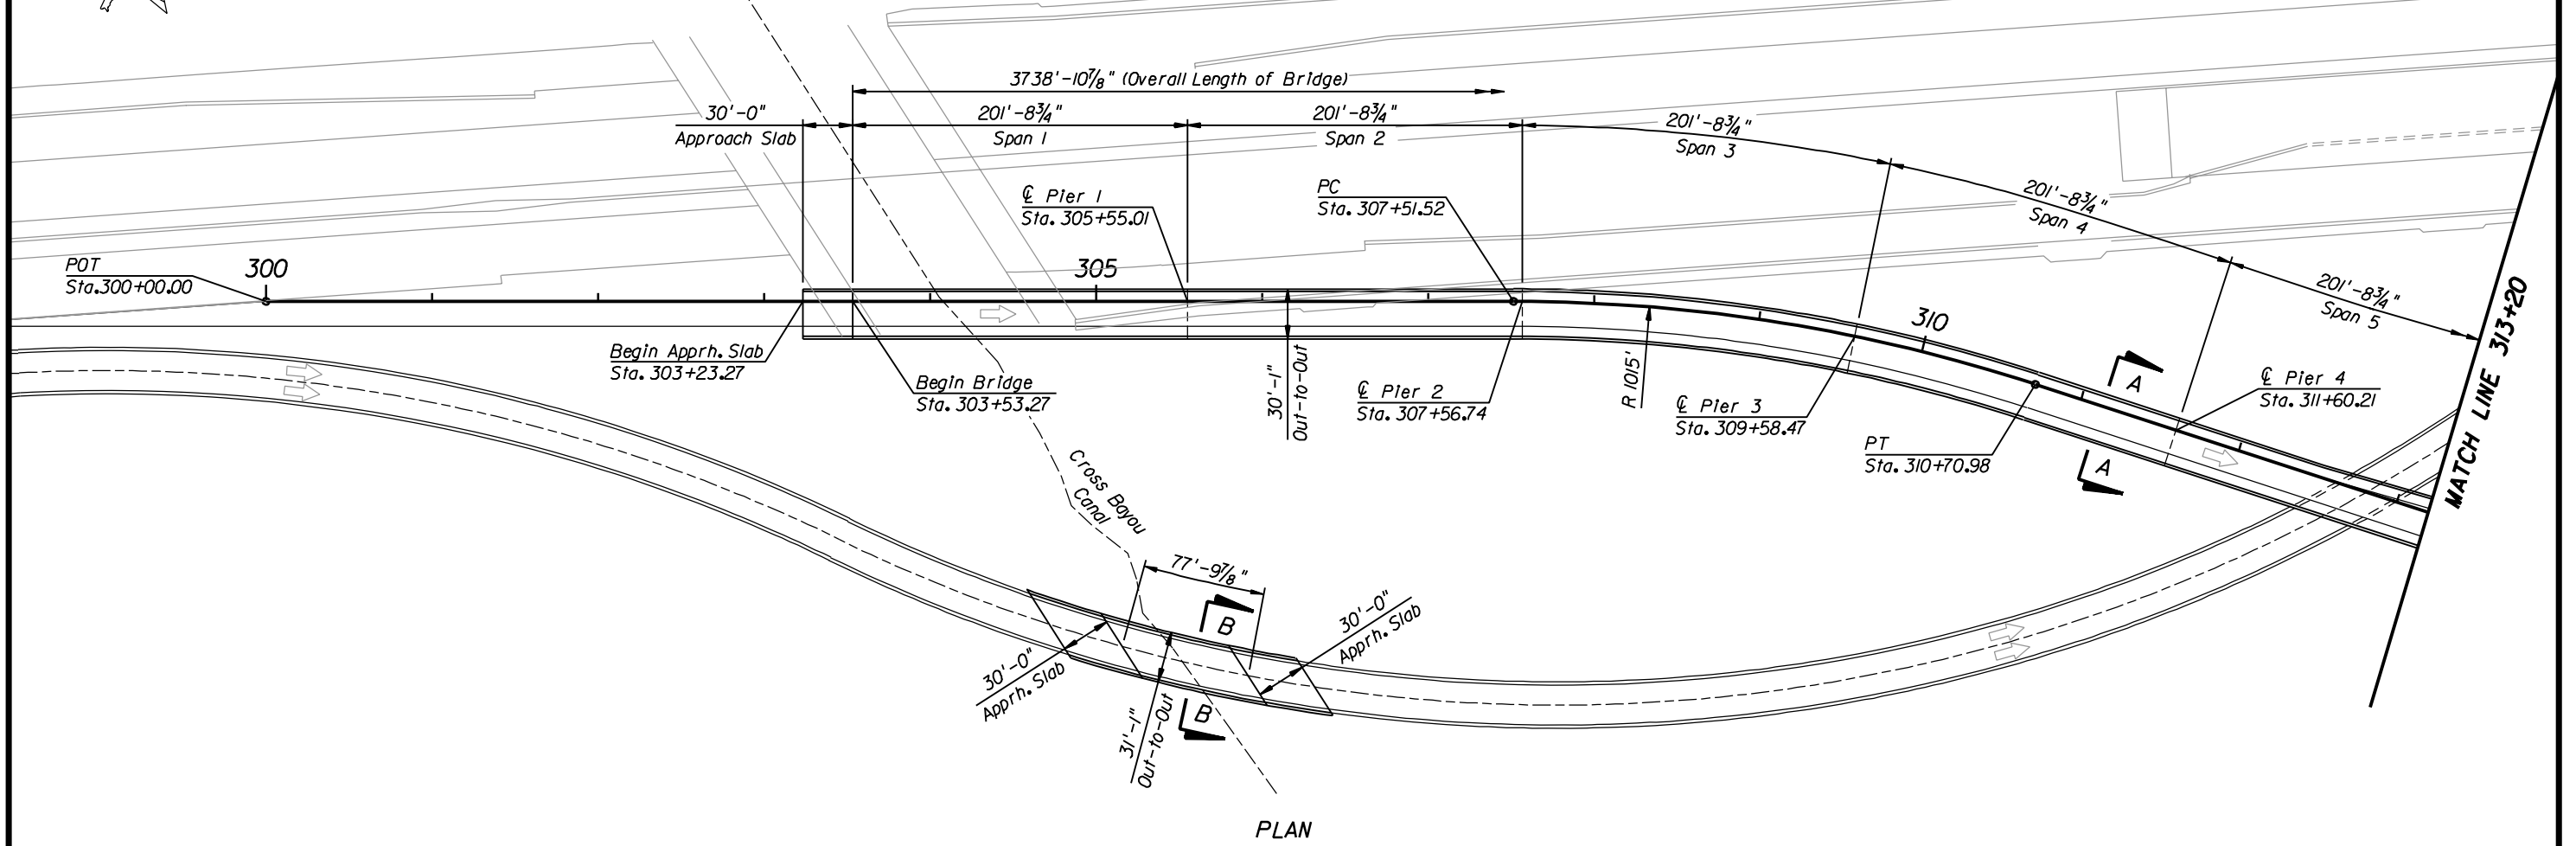 3738'-10⅞" (Overall Length of Bridge)
30'-0"
Approach Slab
201'-8¾"
Span 1
201'-8¾"
Span 2
201'-8¾"
Span 3
201'-8¾"
Span 4
201'-8¾"
Span 5
℄ Pier 1
Sta. 305+55.01
PC
Sta. 307+51.52
POT
Sta.300+00.00
300
305
310
MATCH LINE 313+20
Begin Apprh. Slab
Sta. 303+23.27
Begin Bridge
Sta. 303+53.27
30'-1"
Out-to-Out
℄ Pier 2
Sta. 307+56.74
R 1015'
℄ Pier 3
Sta. 309+58.47
PT
Sta. 310+70.98
A
A
℄ Pier 4
Sta. 311+60.21
Cross Bayou
Canal
77'-9⅞"
B
B
30'-0"
Apprh. Slab
30'-0"
Apprh. Slab
31'-1"
Out-to-Out
PLAN